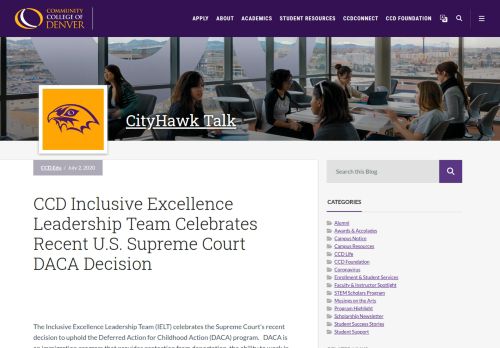 COMMUNITY
COLLEGE OF
DENVER
APPLY ABOUT ACADEMICS STUDENT RESOURCES CCDCONNECT CCD FOUNDATION
CityHawk Talk
CCD Edu / July 2, 2020
Search this Blog
CCD Inclusive Excellence
Leadership Team Celebrates
Recent U.S. Supreme Court
DACA Decision
The Inclusive Excellence Leadership Team (IELT) celebrates the Supreme Court's recent
decision to uphold the Deferred Action for Childhood Action (DACA) program. DACA is
an immigration program that provides protection from deportation, the ability to work in
CATEGORIES
Alumni
Awards & Accolades
Campus Notice
Campus Resources
CCD Life
CCD Foundation
Coronavirus
Enrollment & Student Services
Faculty & Instructor Spotlight
STEM Scholars Program
Musings on the Arts
Program Highlight
Scholarship Newsletter
Student Success Stories
Student Support